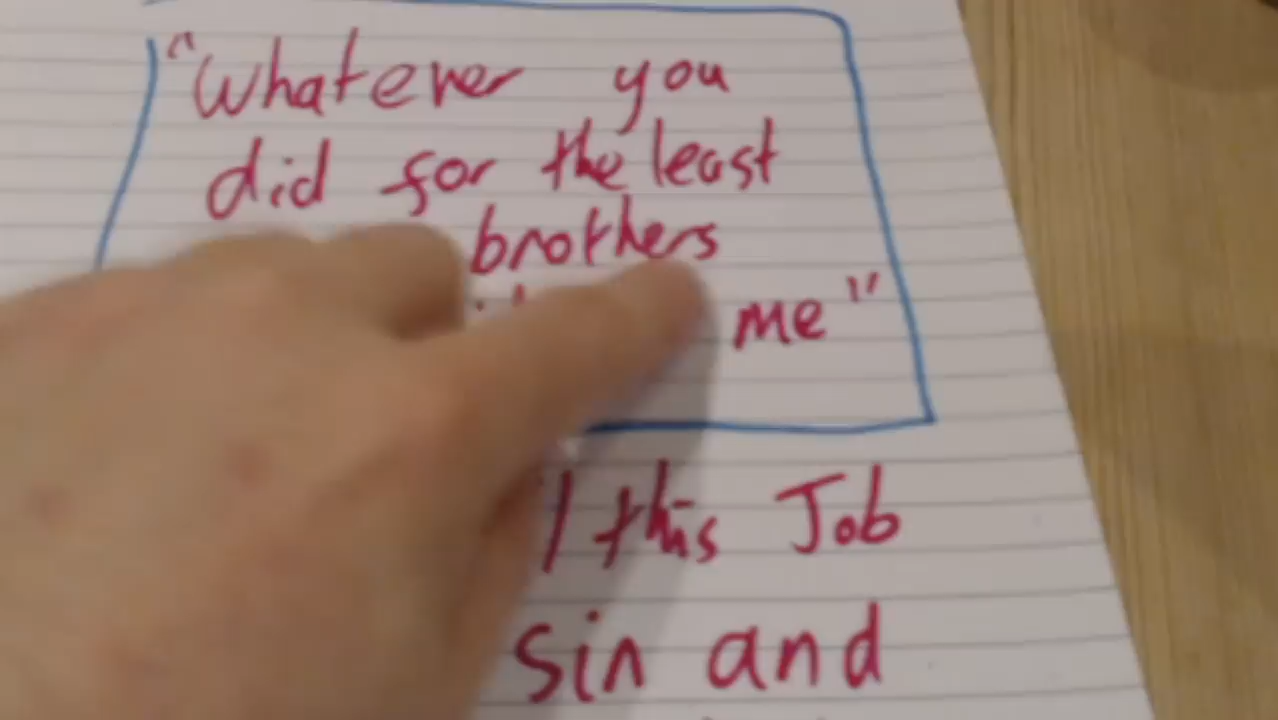 "Whatever you
did for the least
brothers
me"
this Job
sin and